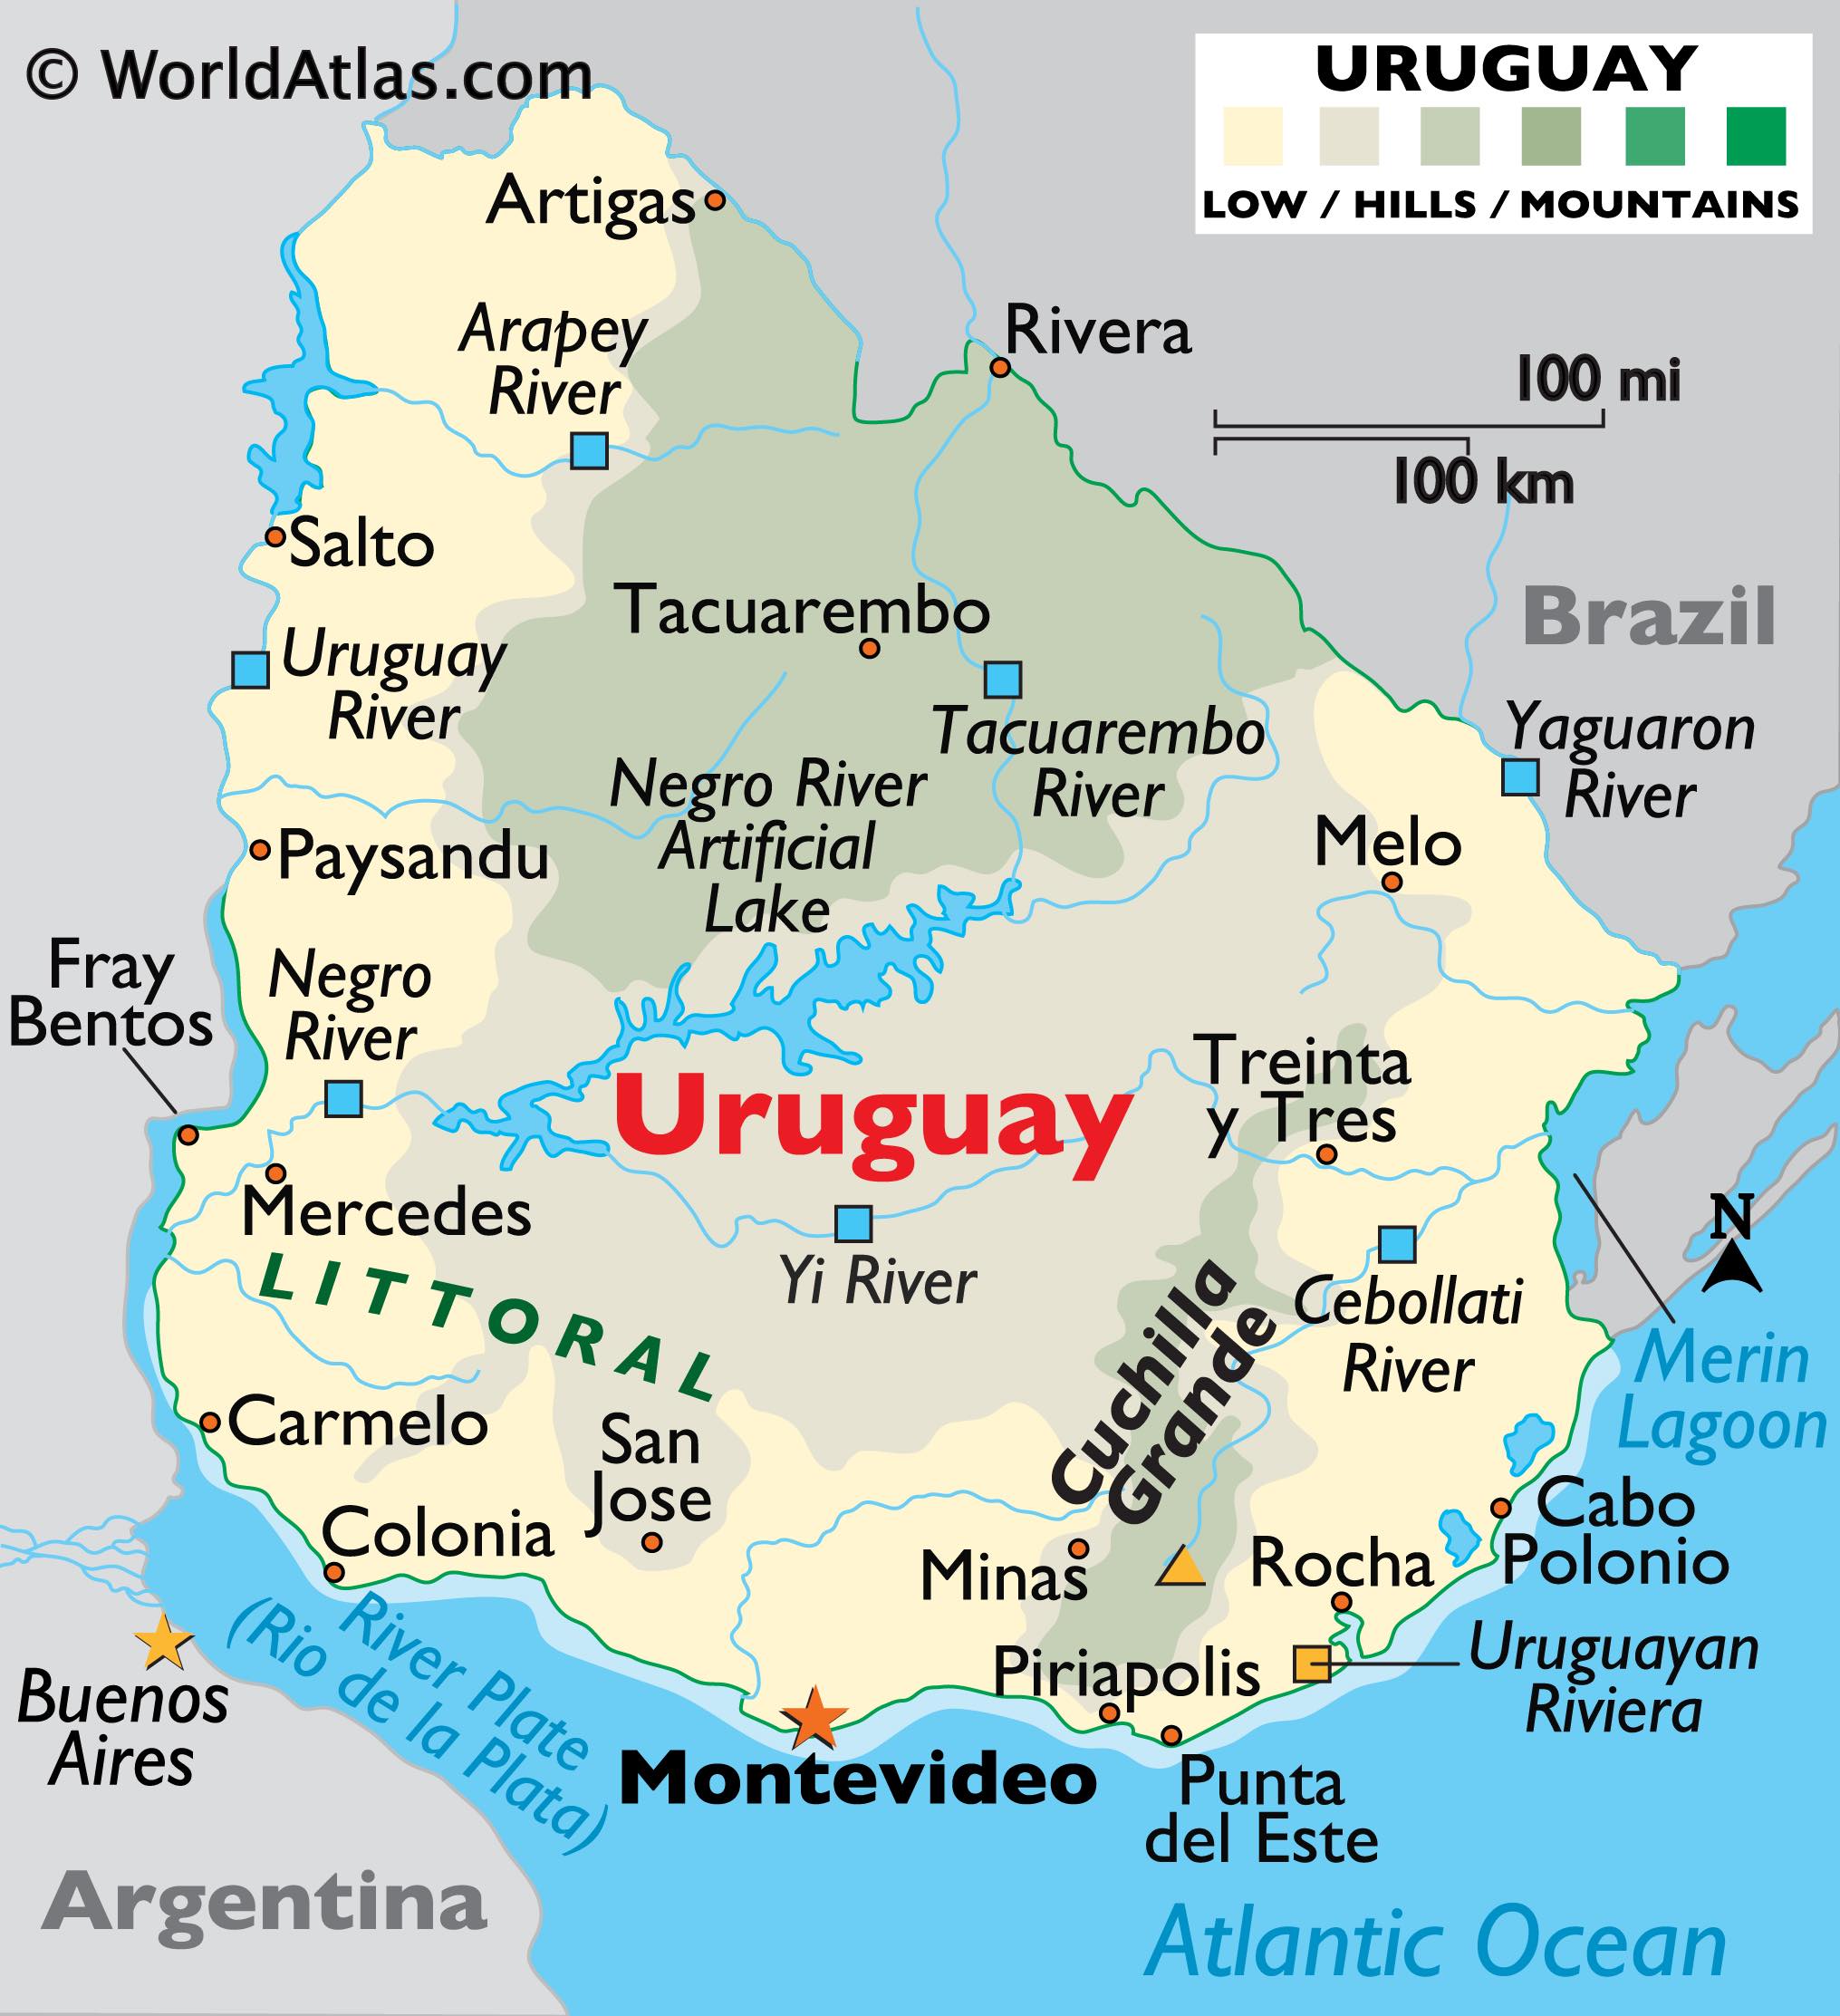 © WorldAtlas.com
URUGUAY
LOW / HILLS / MOUNTAINS
Artigas
Rivera
Arapey
River
100 mi
100 km
Salto
Tacuarembo
Brazil
Uruguay
River
Tacuarembo
River
Yaguaron
River
Negro River
Artificial
Lake
Paysandu
Melo
Fray
Bentos
Negro
River
Treinta
y Tres
Uruguay
Mercedes
N
Yi River
LITTORAL
Cebollati
River
Cuchilla
Grande
Merin
Lagoon
Carmelo
San
Jose
Colonia
Cabo
Polonio
Minas
Rocha
River Plate
(Rio de la Plata)
Piriapolis
Uruguayan
Riviera
Buenos
Aires
Montevideo
Punta
del Este
Argentina
Atlantic Ocean